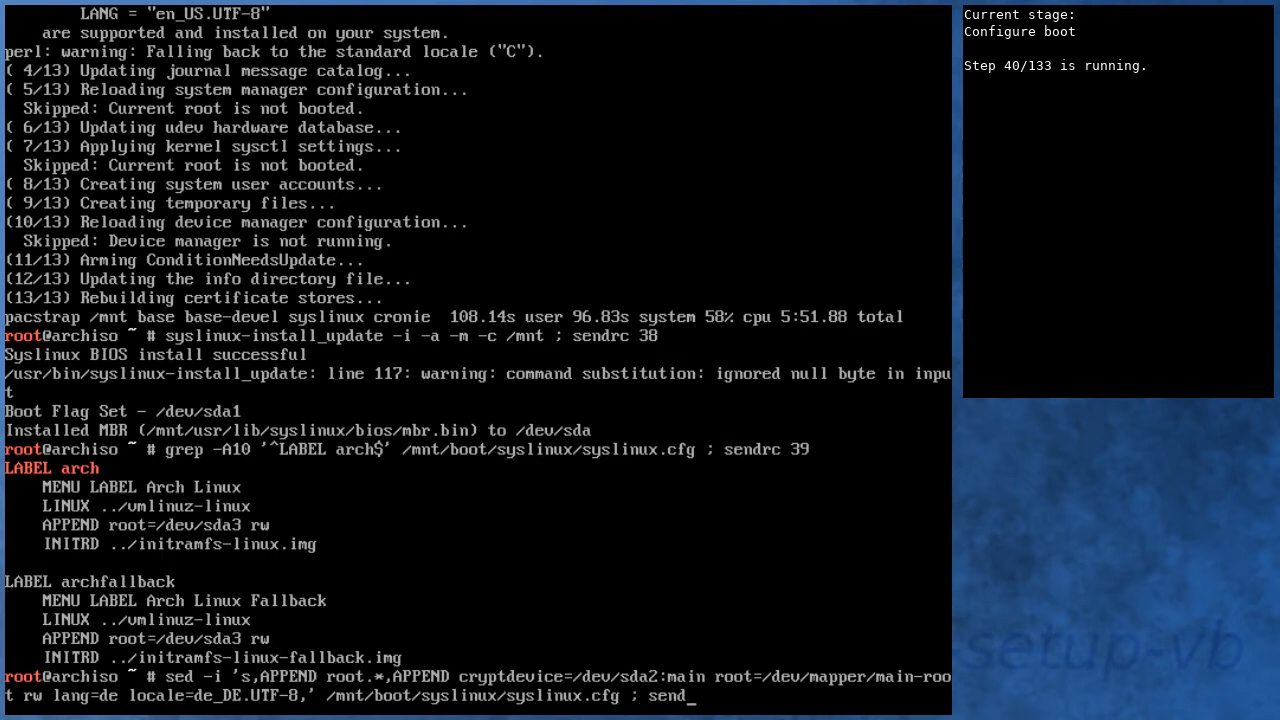 LANG = "en_US.UTF-8"
are supported and installed on your system.
perl: warning: Falling back to the standard locale ("C").
( 4/13) Updating journal message catalog...
( 5/13) Reloading system manager configuration...
Skipped: Current root is not booted.
( 6/13) Updating udev hardware database...
( 7/13) Applying kernel sysctl settings...
Skipped: Current root is not booted.
( 8/13) Creating system user accounts...
( 9/13) Creating temporary files...
(10/13) Reloading device manager configuration...
Skipped: Device manager is not running.
(11/13) Arming ConditionNeedsUpdate...
(12/13) Updating the info directory file...
(13/13) Rebuilding certificate stores...
pacstrap /mnt base base-devel syslinux cronie  108.14s user 96.83s system 58% cpu 5:51.88 total
root@archiso ~ # syslinux-install_update -i -a -m -c /mnt ; sendrc 38
Syslinux BIOS install successful
/usr/bin/syslinux-install_update: line 117: warning: command substitution: ignored null byte in inpu
t
Boot Flag Set - /dev/sda1
Installed MBR (/mnt/usr/lib/syslinux/bios/mbr.bin) to /dev/sda
root@archiso ~ # grep -A10 '^LABEL arch$' /mnt/boot/syslinux/syslinux.cfg ; sendrc 39
LABEL arch
MENU LABEL Arch Linux
LINUX ../vmlinuz-linux
APPEND root=/dev/sda3 rw
INITRD ../initramfs-linux.img
LABEL archfallback
MENU LABEL Arch Linux Fallback
LINUX ../vmlinuz-linux
APPEND root=/dev/sda3 rw
INITRD ../initramfs-linux-fallback.img
root@archiso ~ # sed -i 's,APPEND root.*,APPEND cryptdevice=/dev/sda2:main root=/dev/mapper/main-roo
t rw lang=de locale=de_DE.UTF-8,' /mnt/boot/syslinux/syslinux.cfg ; send_
Current stage:
Configure boot
Step 40/133 is running.
setup-vb